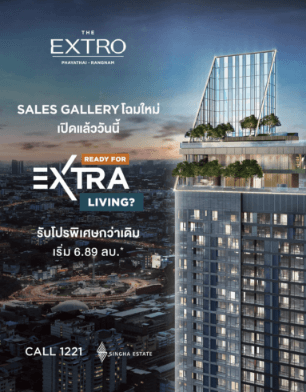 THE
EXTRO
PHAYATHAI - RANGNAM
SALES GALLERY โฉมใหม่
เปิดแล้ววันนี้
READY FOR
EXTRA
LIVING?
รับโปรพิเศษกว่าเดิม
เริ่ม 6.89 ลบ.*
CALL 1221
SINGHA ESTATE